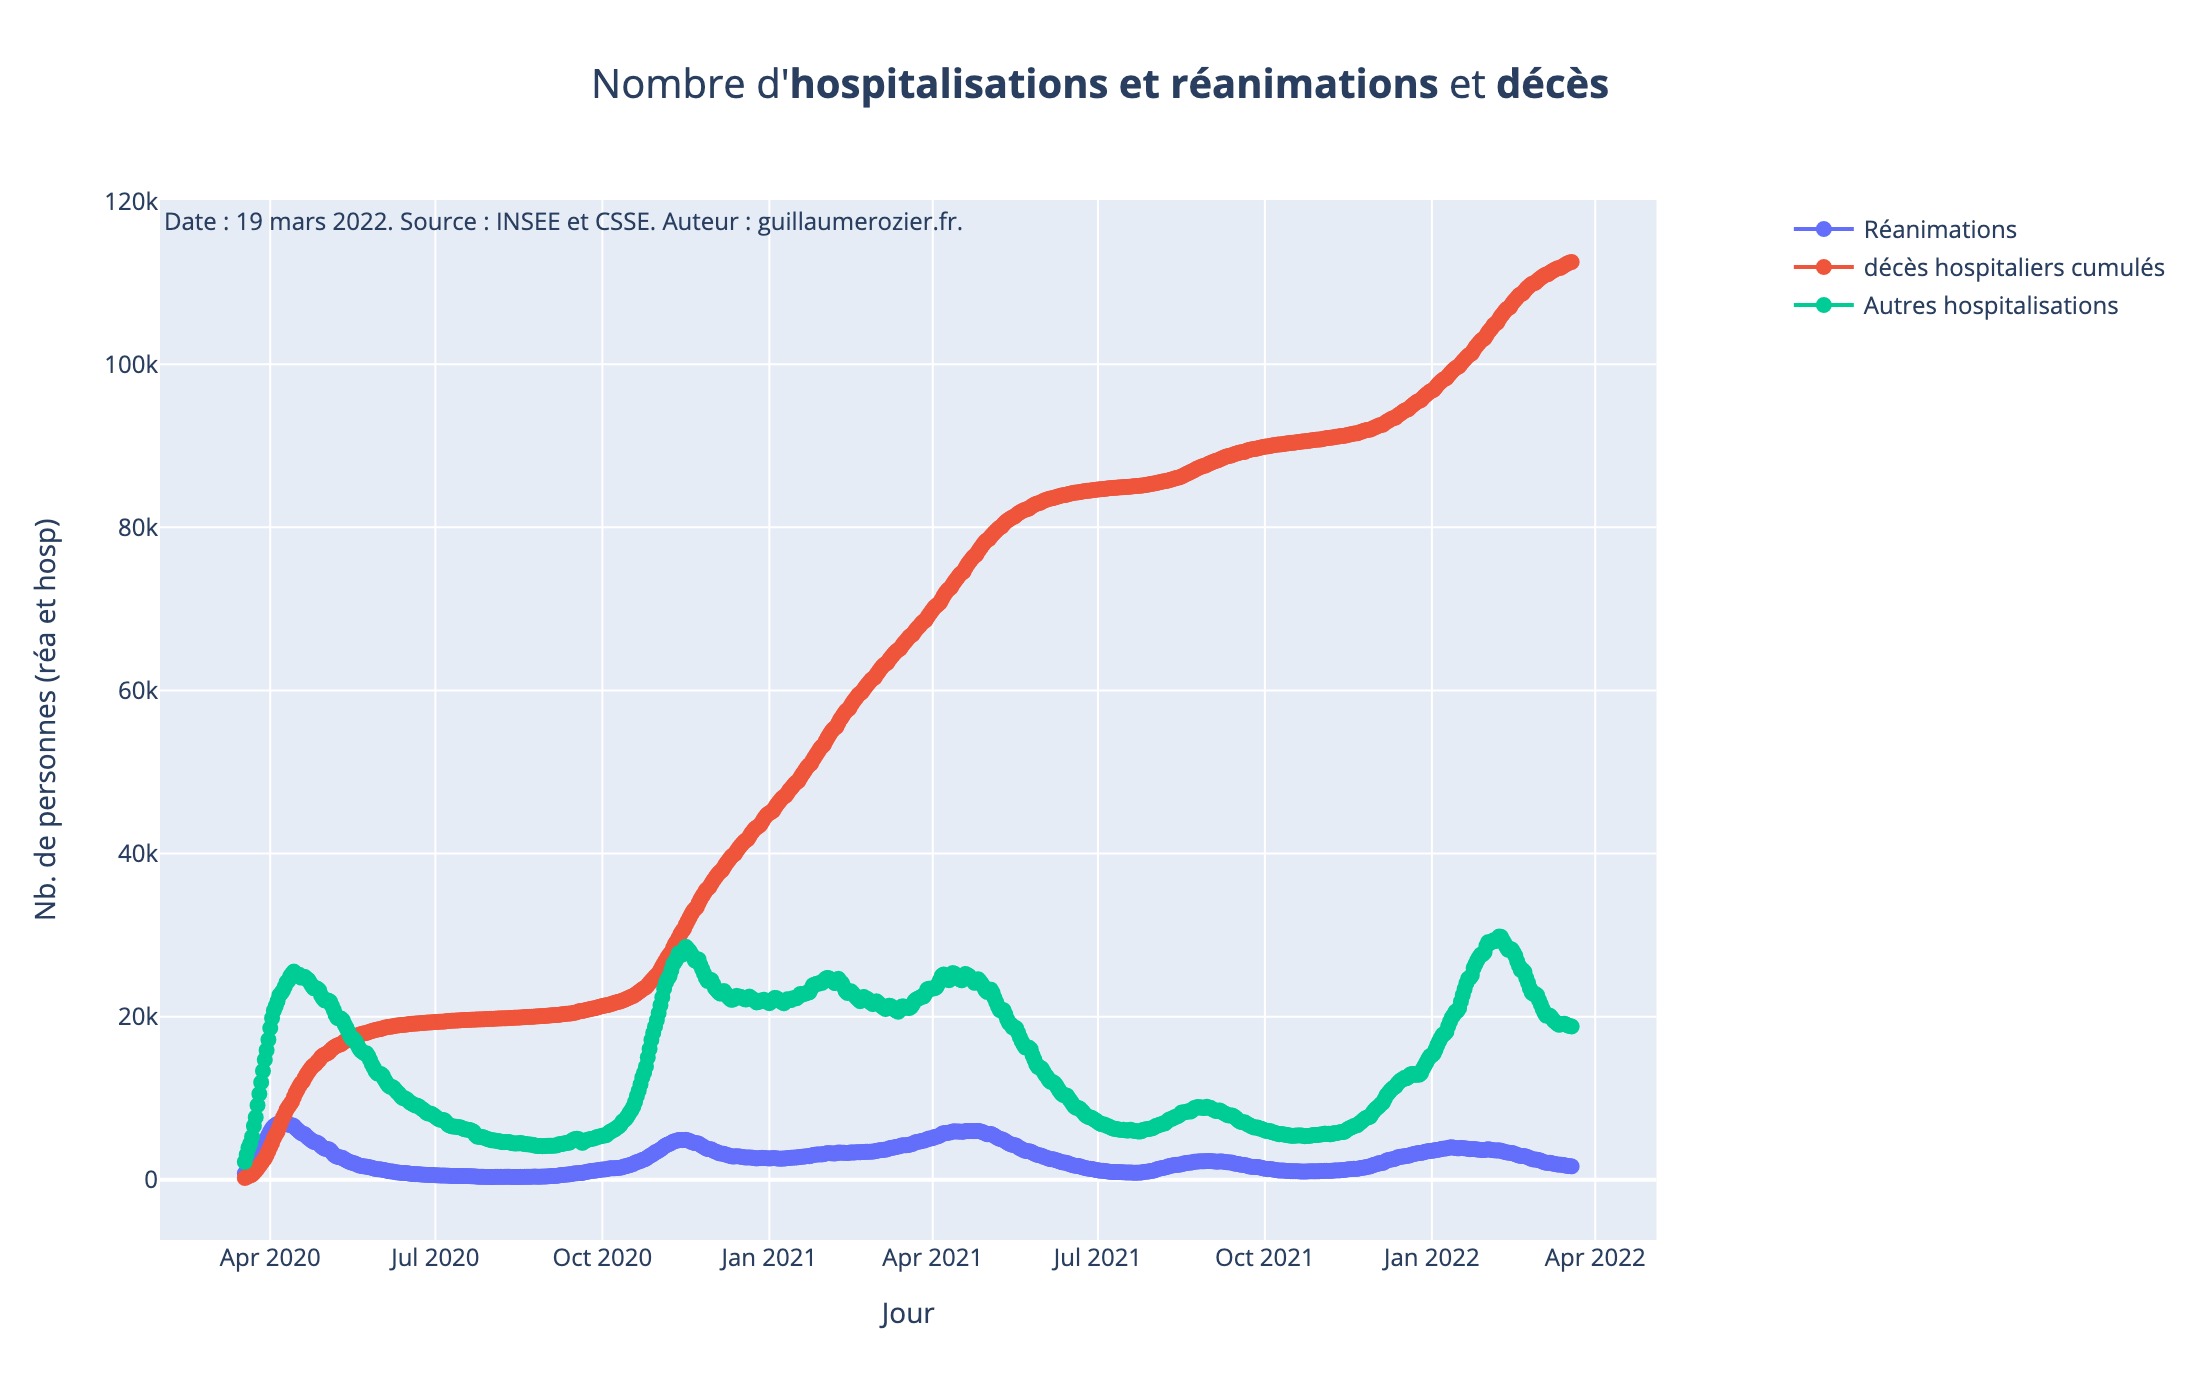 Nombre d'hospitalisations et réanimations et décès
120k
Date : 19 mars 2022. Source : INSEE et CSSE. Auteur : guillaumerozier.fr.
100k
80k
60k
40k
20k
0
Nb. de personnes (réa et hosp)
Apr 2020 Jul 2020 Oct 2020 Jan 2021 Apr 2021 Jul 2021 Oct 2021 Jan 2022 Apr 2022
Jour
Réanimations
décès hospitaliers cumulés
Autres hospitalisations